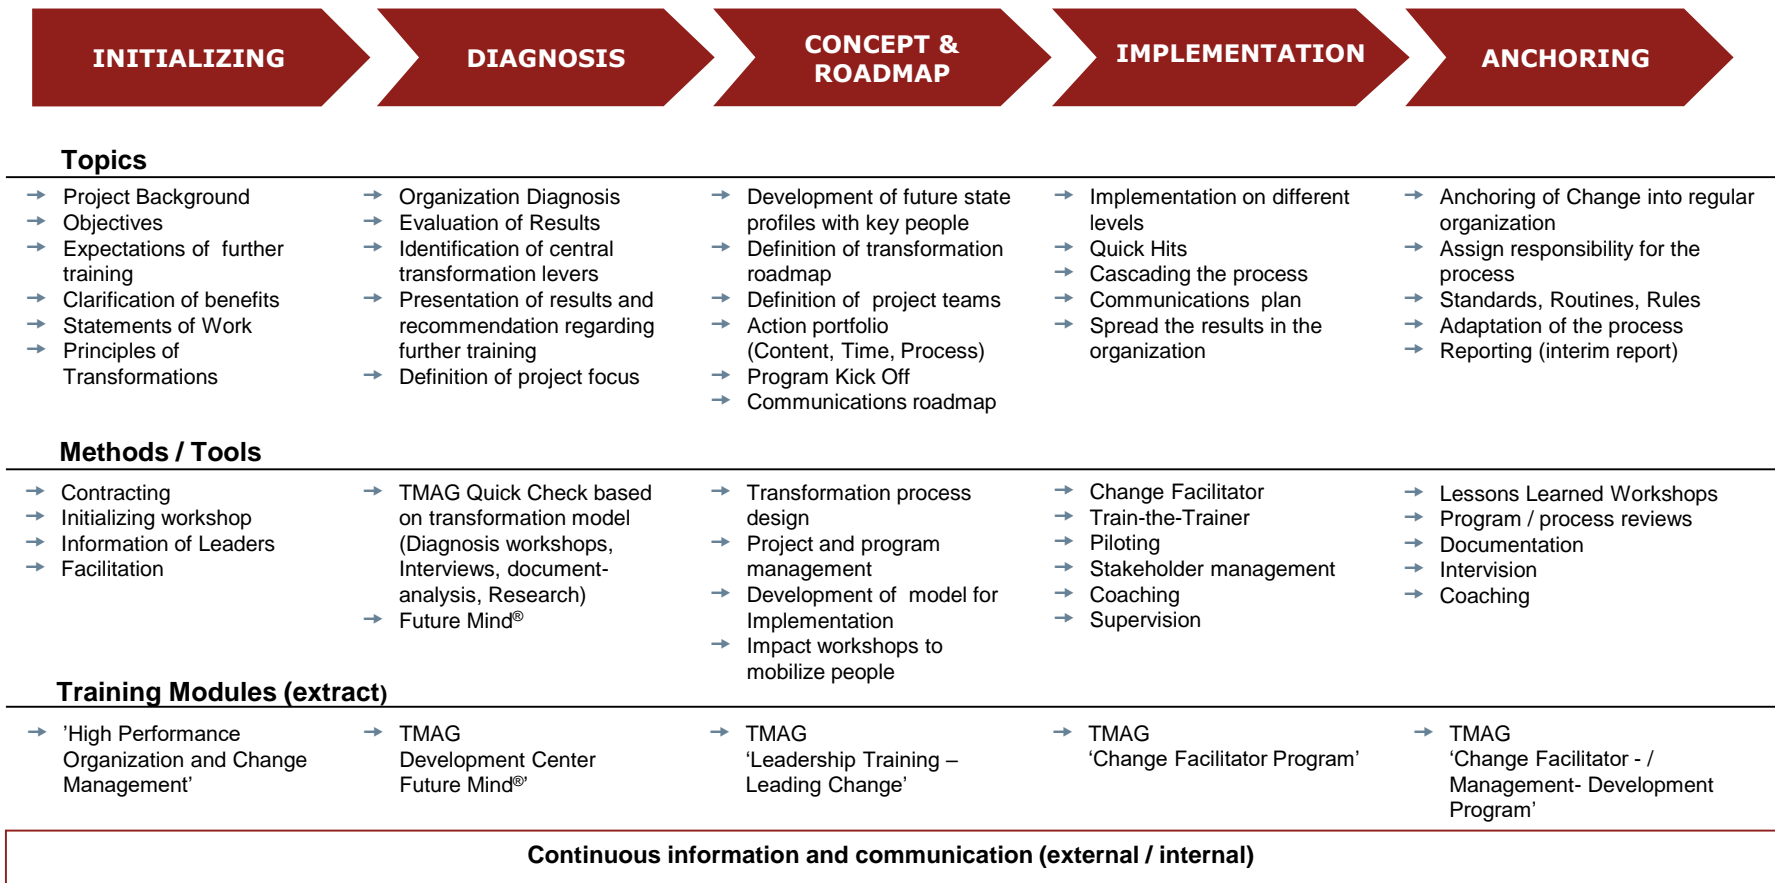 INITIALIZING
DIAGNOSIS
CONCEPT &
ROADMAP
IMPLEMENTATION
ANCHORING
Topics
→ Project Background
→ Objectives
→ Expectations of further
training
→ Clarification of benefits
→ Statements of Work
→ Principles of
Transformations
→ Organization Diagnosis
→ Evaluation of Results
→ Identification of central
transformation levers
→ Presentation of results and
recommendation regarding
further training
→ Definition of project focus
→ Development of future state
profiles with key people
→ Definition of transformation
roadmap
→ Definition of project teams
→ Action portfolio
(Content, Time, Process)
→ Program Kick Off
→ Communications roadmap
→ Implementation on different
levels
→ Quick Hits
→ Cascading the process
→ Communications plan
→ Spread the results in the
organization
→ Anchoring of Change into regular
organization
→ Assign responsibility for the
process
→ Standards, Routines, Rules
→ Adaptation of the process
→ Reporting (interim report)
Methods / Tools
→ Contracting
→ Initializing workshop
→ Information of Leaders
→ Facilitation
→ TMAG Quick Check based
on transformation model
(Diagnosis workshops,
Interviews, document-
analysis, Research)
→ Future Mind®
→ Transformation process
design
→ Project and program
management
→ Development of model for
Implementation
→ Impact workshops to
mobilize people
→ Change Facilitator
→ Train-the-Trainer
→ Piloting
→ Stakeholder management
→ Coaching
→ Supervision
→ Lessons Learned Workshops
→ Program / process reviews
→ Documentation
→ Intervision
→ Coaching
Training Modules (extract)
→ ’High Performance
Organization and Change
Management’
→ TMAG
Development Center
Future Mind®’
→ TMAG
‘Leadership Training –
Leading Change’
→ TMAG
‘Change Facilitator Program’
→ TMAG
‘Change Facilitator - /
Management- Development
Program’
Continuous information and communication (external / internal)